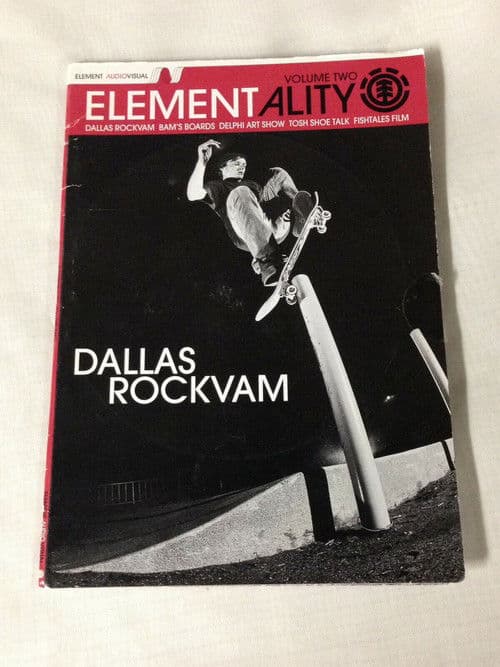 ELEMENT AUDIOVISUAL
VOLUME TWO
ELEMENTALITY
DALLAS ROCKVAM BAM'S BOARDS DELPHI ART SHOW TOSH SHOE TALK FISHTALES FILM
DALLAS
ROCKVAM